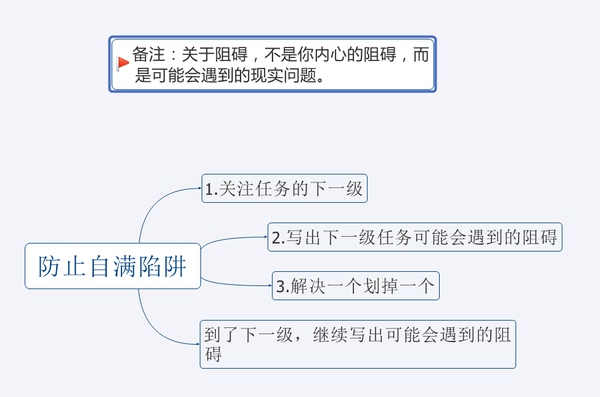 备注：关于阻碍，不是你内心的阻碍，而
是可能会遇到的现实问题。
1.关注任务的下一级
2.写出下一级任务可能会遇到的阻碍
防止自满陷阱
3.解决一个划掉一个
到了下一级，继续写出可能会遇到的阻
碍